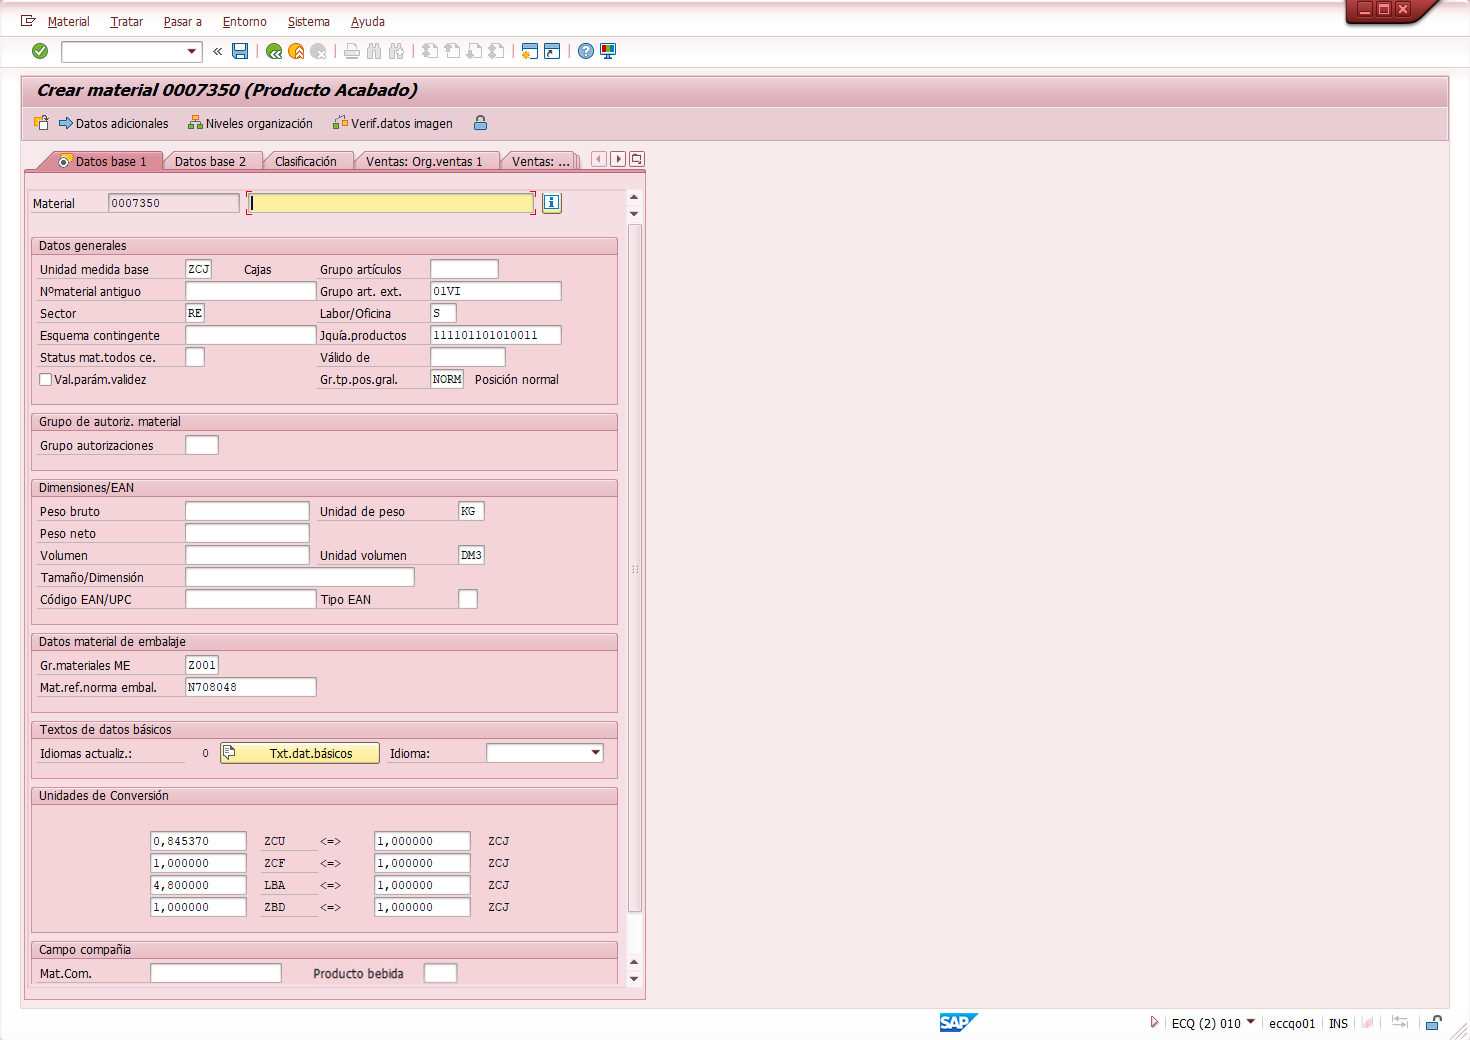 Material Tratar Pasar a Entorno Sistema Ayuda
Crear material 0007350 (Producto Acabado)
Datos adicionales Niveles organización Verif.datos imagen
Datos base 1 Datos base 2 Clasificación Ventas: Org.ventas 1 Ventas: ...
Material 0007350
Datos generales
Unidad medida base ZCJ Cajas Grupo artículos
Nºmaterial antiguo Grupo art. ext. 01VI
Sector RE Labor/Oficina S
Esquema contingente Jquía.productos 111101101010011
Status mat.todos ce. Válido de
Val.parám.validez Gr.tp.pos.gral. NORM Posición normal
Grupo de autoriz. material
Grupo autorizaciones
Dimensiones/EAN
Peso bruto Unidad de peso KG
Peso neto
Volumen Unidad volumen DM3
Tamaño/Dimensión
Código EAN/UPC Tipo EAN
Datos material de embalaje
Gr.materiales ME Z001
Mat.ref.norma embal. N708048
Textos de datos básicos
Idiomas actualiz.: 0 Txt.dat.básicos Idioma:
Unidades de Conversión
0,845370 ZCU <=> 1,000000 ZCJ
1,000000 ZCF <=> 1,000000 ZCJ
4,800000 LBA <=> 1,000000 ZCJ
1,000000 ZBD <=> 1,000000 ZCJ
Campo compañia
Mat.Com. Producto bebida
SAP ECQ (2) 010 eccqo01 INS